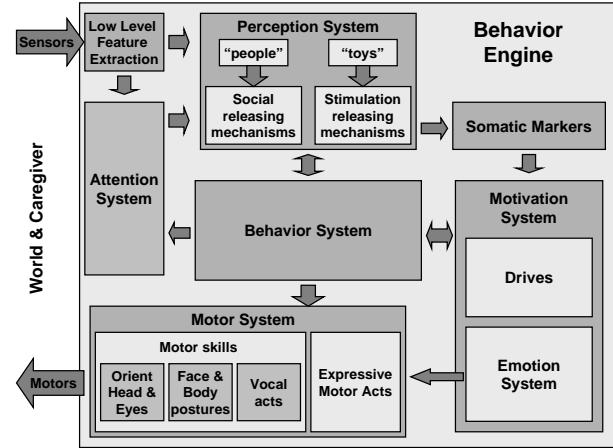 Sensors
Low Level
Feature
Extraction
Perception System
“people”
“toys”
Social
releasing
mechanisms
Stimulation
releasing
mechanisms
Behavior
Engine
Somatic Markers
Attention
System
World & Caregiver
Behavior System
Motivation
System
Drives
Emotion
System
Motor System
Motor skills
Orient
Head &
Eyes
Face &
Body
postures
Vocal
acts
Expressive
Motor Acts
Motors